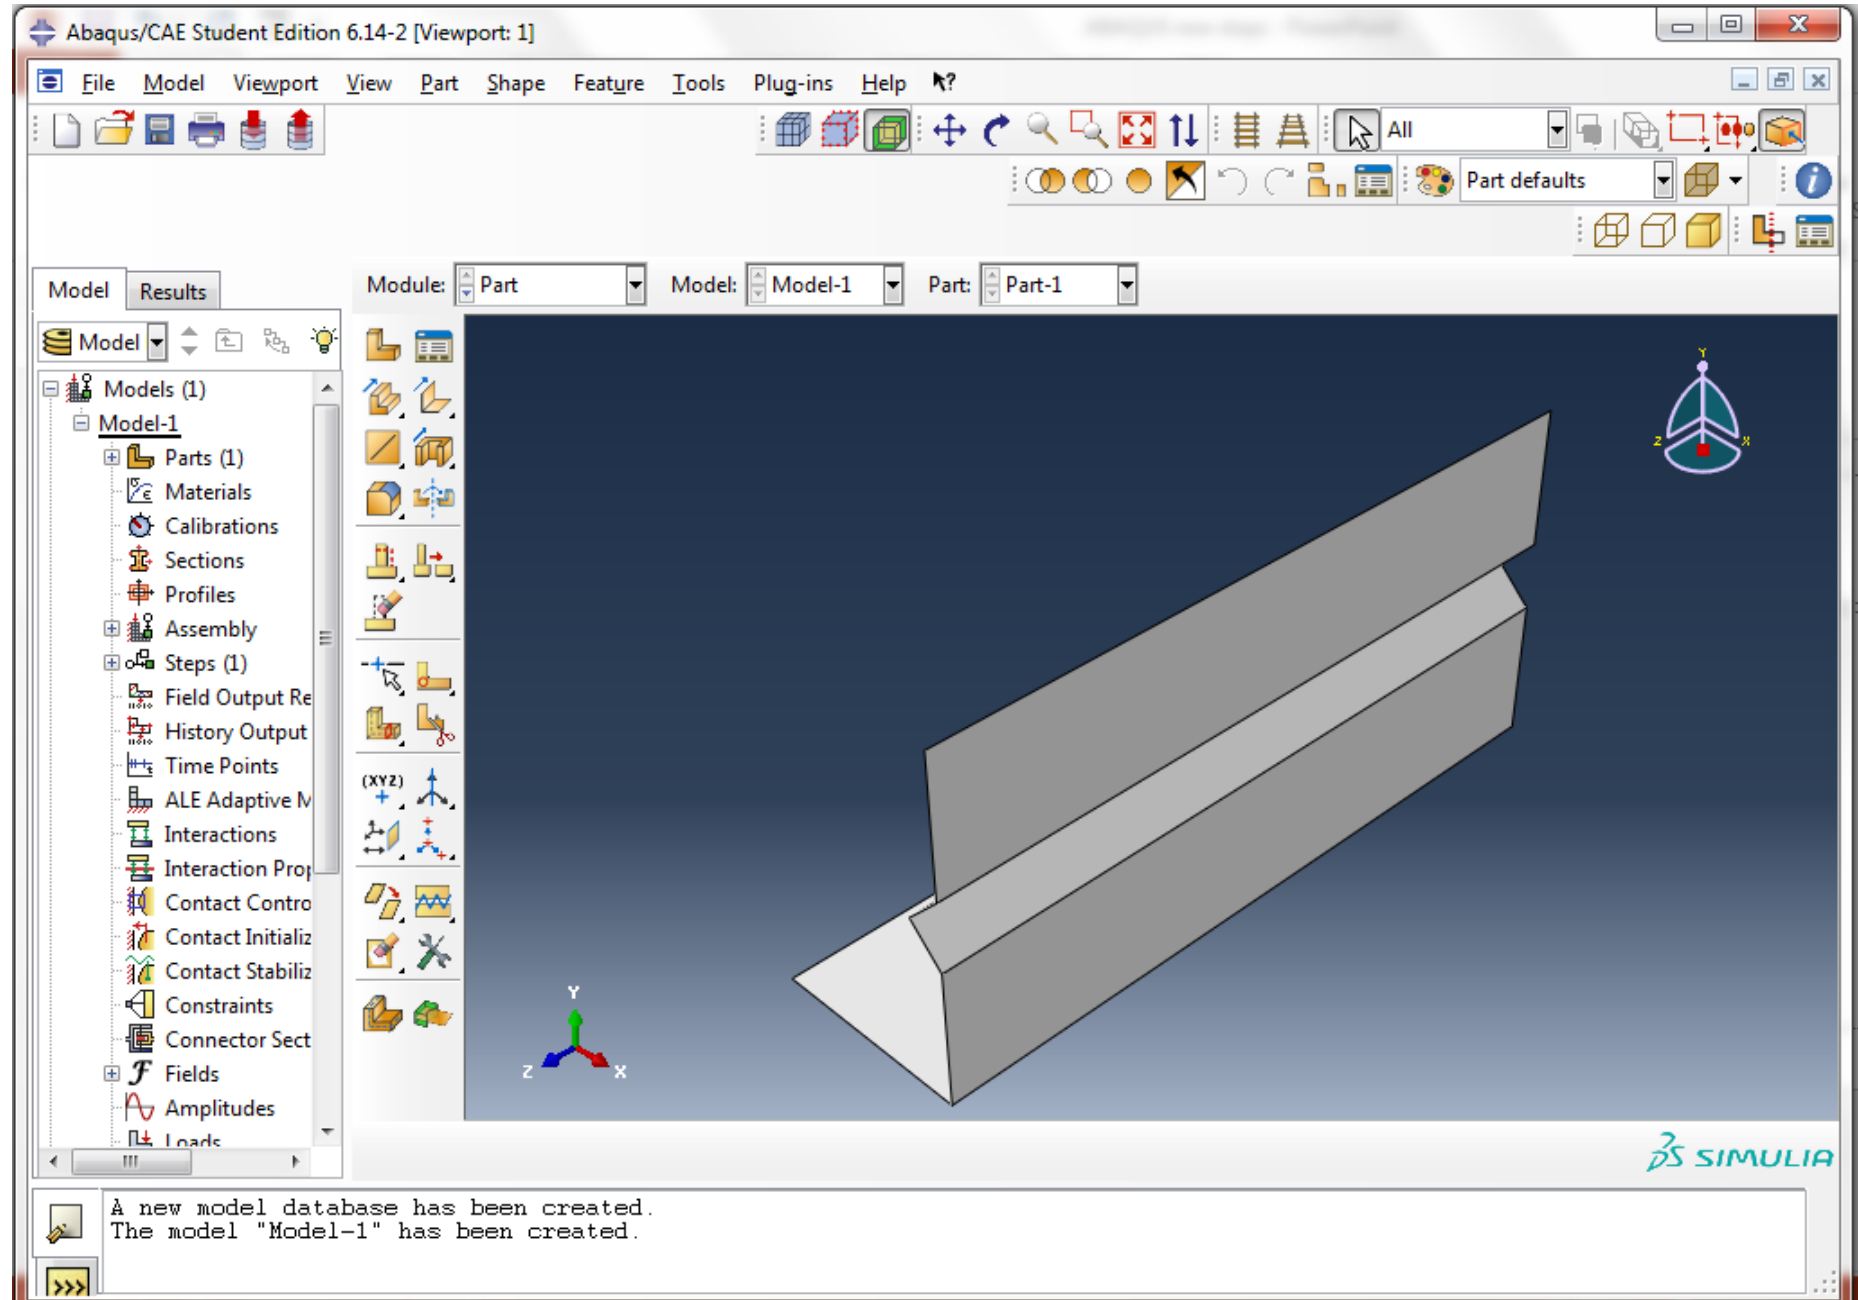 Abaqus/CAE Student Edition 6.14-2 [Viewport: 1]
File Model Viewport View Part Shape Feature Tools Plug-ins Help ?
All
Part defaults
i
Model Results
Module: Part Model: Model-1 Part: Part-1
Model
Models (1)
Model-1
Parts (1)
Materials
Calibrations
Sections
Profiles
Assembly
Steps (1)
Field Output Re
History Output
Time Points
ALE Adaptive M
Interactions
Interaction Prop
Contact Contro
Contact Initializ
Contact Stabiliz
Constraints
Connector Sect
Fields
Amplitudes
Loads
(XYZ)
Y
Z X
Y
Z X
SIMULIA
A new model database has been created.
The model "Model-1" has been created.
>>>